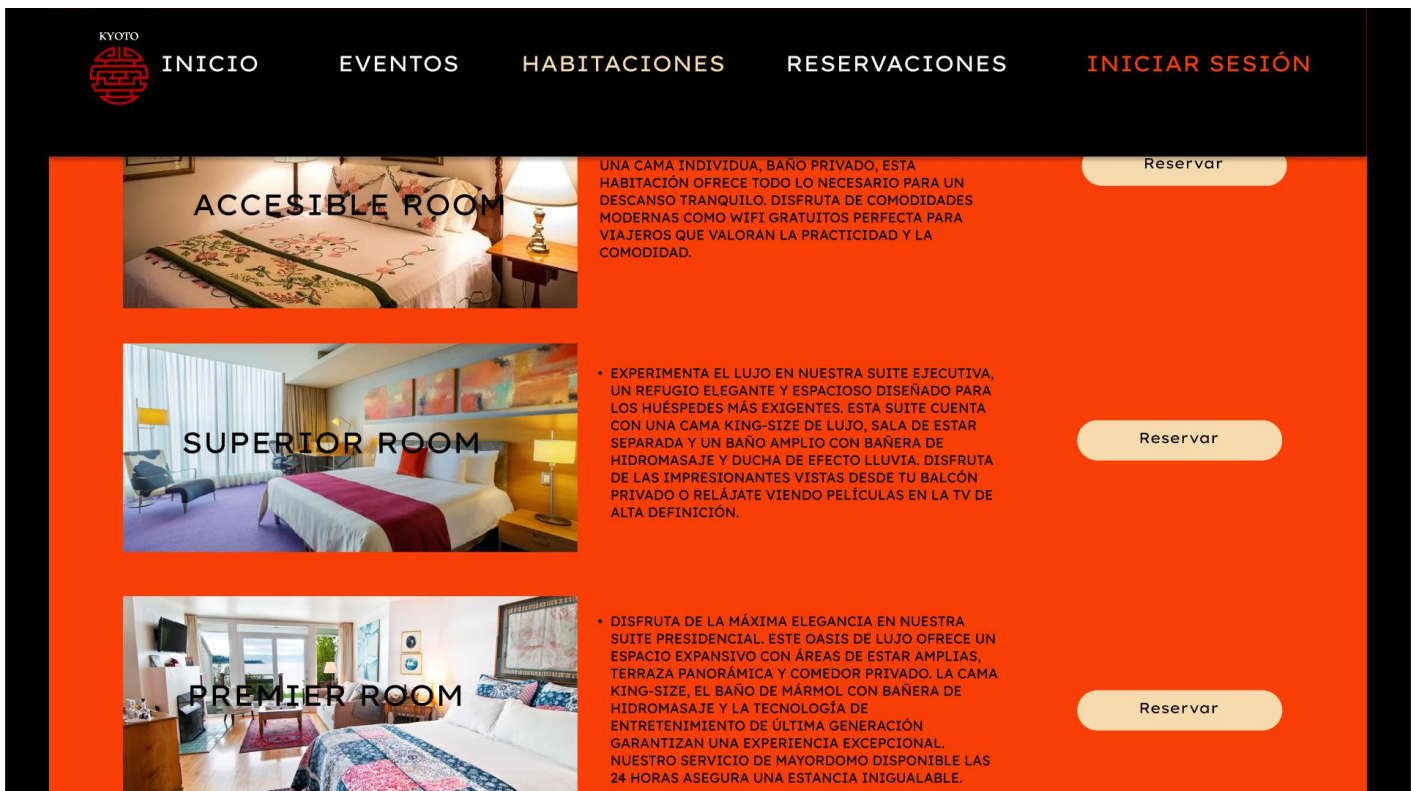 KYOTO
INICIO
EVENTOS
HABITACIONES
RESERVACIONES
INICIAR SESIÓN
ACCESIBLE ROOM
UNA CAMA INDIVIDUA, BAÑO PRIVADO, ESTA
HABITACIÓN OFRECE TODO LO NECESARIO PARA UN
DESCANSO TRANQUILO. DISFRUTA DE COMODIDADES
MODERNAS COMO WIFI GRATUITOS PERFECTA PARA
VIAJEROS QUE VALORAN LA PRACTICIDAD Y LA
COMODIDAD.
Reservar
SUPERIOR ROOM
• EXPERIMENTA EL LUJO EN NUESTRA SUITE EJECUTIVA,
UN REFUGIO ELEGANTE Y ESPACIOSO DISEÑADO PARA
LOS HUÉSPEDES MÁS EXIGENTES. ESTA SUITE CUENTA
CON UNA CAMA KING-SIZE DE LUJO, SALA DE ESTAR
SEPARADA Y UN BAÑO AMPLIO CON BAÑERA DE
HIDROMASAJE Y DUCHA DE EFECTO LLUVIA. DISFRUTA
DE LAS IMPRESIONANTES VISTAS DESDE TU BALCÓN
PRIVADO O RELÁJATE VIENDO PELÍCULAS EN LA TV DE
ALTA DEFINICIÓN.
Reservar
PREMIER ROOM
• DISFRUTA DE LA MÁXIMA ELEGANCIA EN NUESTRA
SUITE PRESIDENCIAL. ESTE OASIS DE LUJO OFRECE UN
ESPACIO EXPANSIVO CON ÁREAS DE ESTAR AMPLIAS,
TERRAZA PANORÁMICA Y COMEDOR PRIVADO. LA CAMA
KING-SIZE, EL BAÑO DE MÁRMOL CON BAÑERA DE
HIDROMASAJE Y LA TECNOLOGÍA DE
ENTRETENIMIENTO DE ÚLTIMA GENERACIÓN
GARANTIZAN UNA EXPERIENCIA EXCEPCIONAL.
NUESTRO SERVICIO DE MAYORDOMO DISPONIBLE LAS
24 HORAS ASEGURA UNA ESTANCIA INIGUALABLE.
Reservar